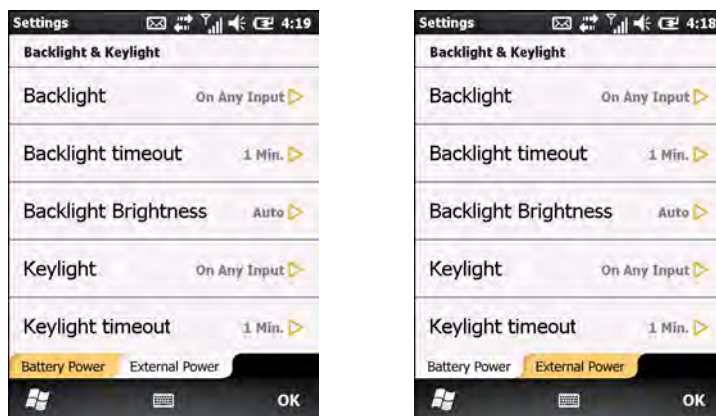 Settings 4:19
Backlight & Keylight
Backlight On Any Input
Backlight timeout 1 Min.
Backlight Brightness Auto
Keylight On Any Input
Keylight timeout 1 Min.
Battery Power External Power
OK
Settings 4:18
Backlight & Keylight
Backlight On Any Input
Backlight timeout 1 Min.
Backlight Brightness Auto
Keylight On Any Input
Keylight timeout 1 Min.
Battery Power External Power
OK